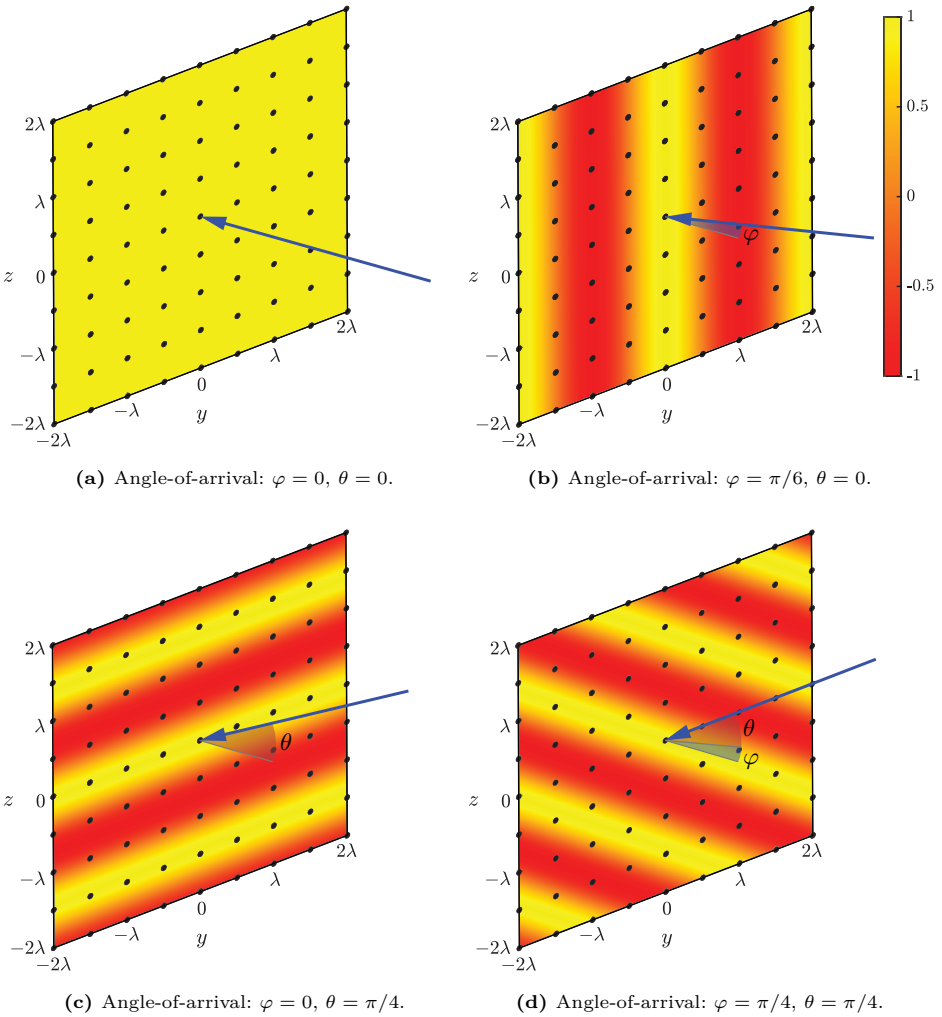 2λ
λ
z
0
−λ
−2λ
−2λ
−λ
0
λ
2λ
y
(a) Angle-of-arrival: φ = 0, θ = 0.
2λ
λ
z
0
−λ
−2λ
−2λ
−λ
0
λ
2λ
y
φ
1
0.5
0
-0.5
-1
(b) Angle-of-arrival: φ = π/6, θ = 0.
2λ
λ
z
0
−λ
−2λ
−2λ
−λ
0
λ
2λ
y
θ
(c) Angle-of-arrival: φ = 0, θ = π/4.
2λ
λ
z
0
−λ
−2λ
−2λ
−λ
0
λ
2λ
y
θ
φ
(d) Angle-of-arrival: φ = π/4, θ = π/4.